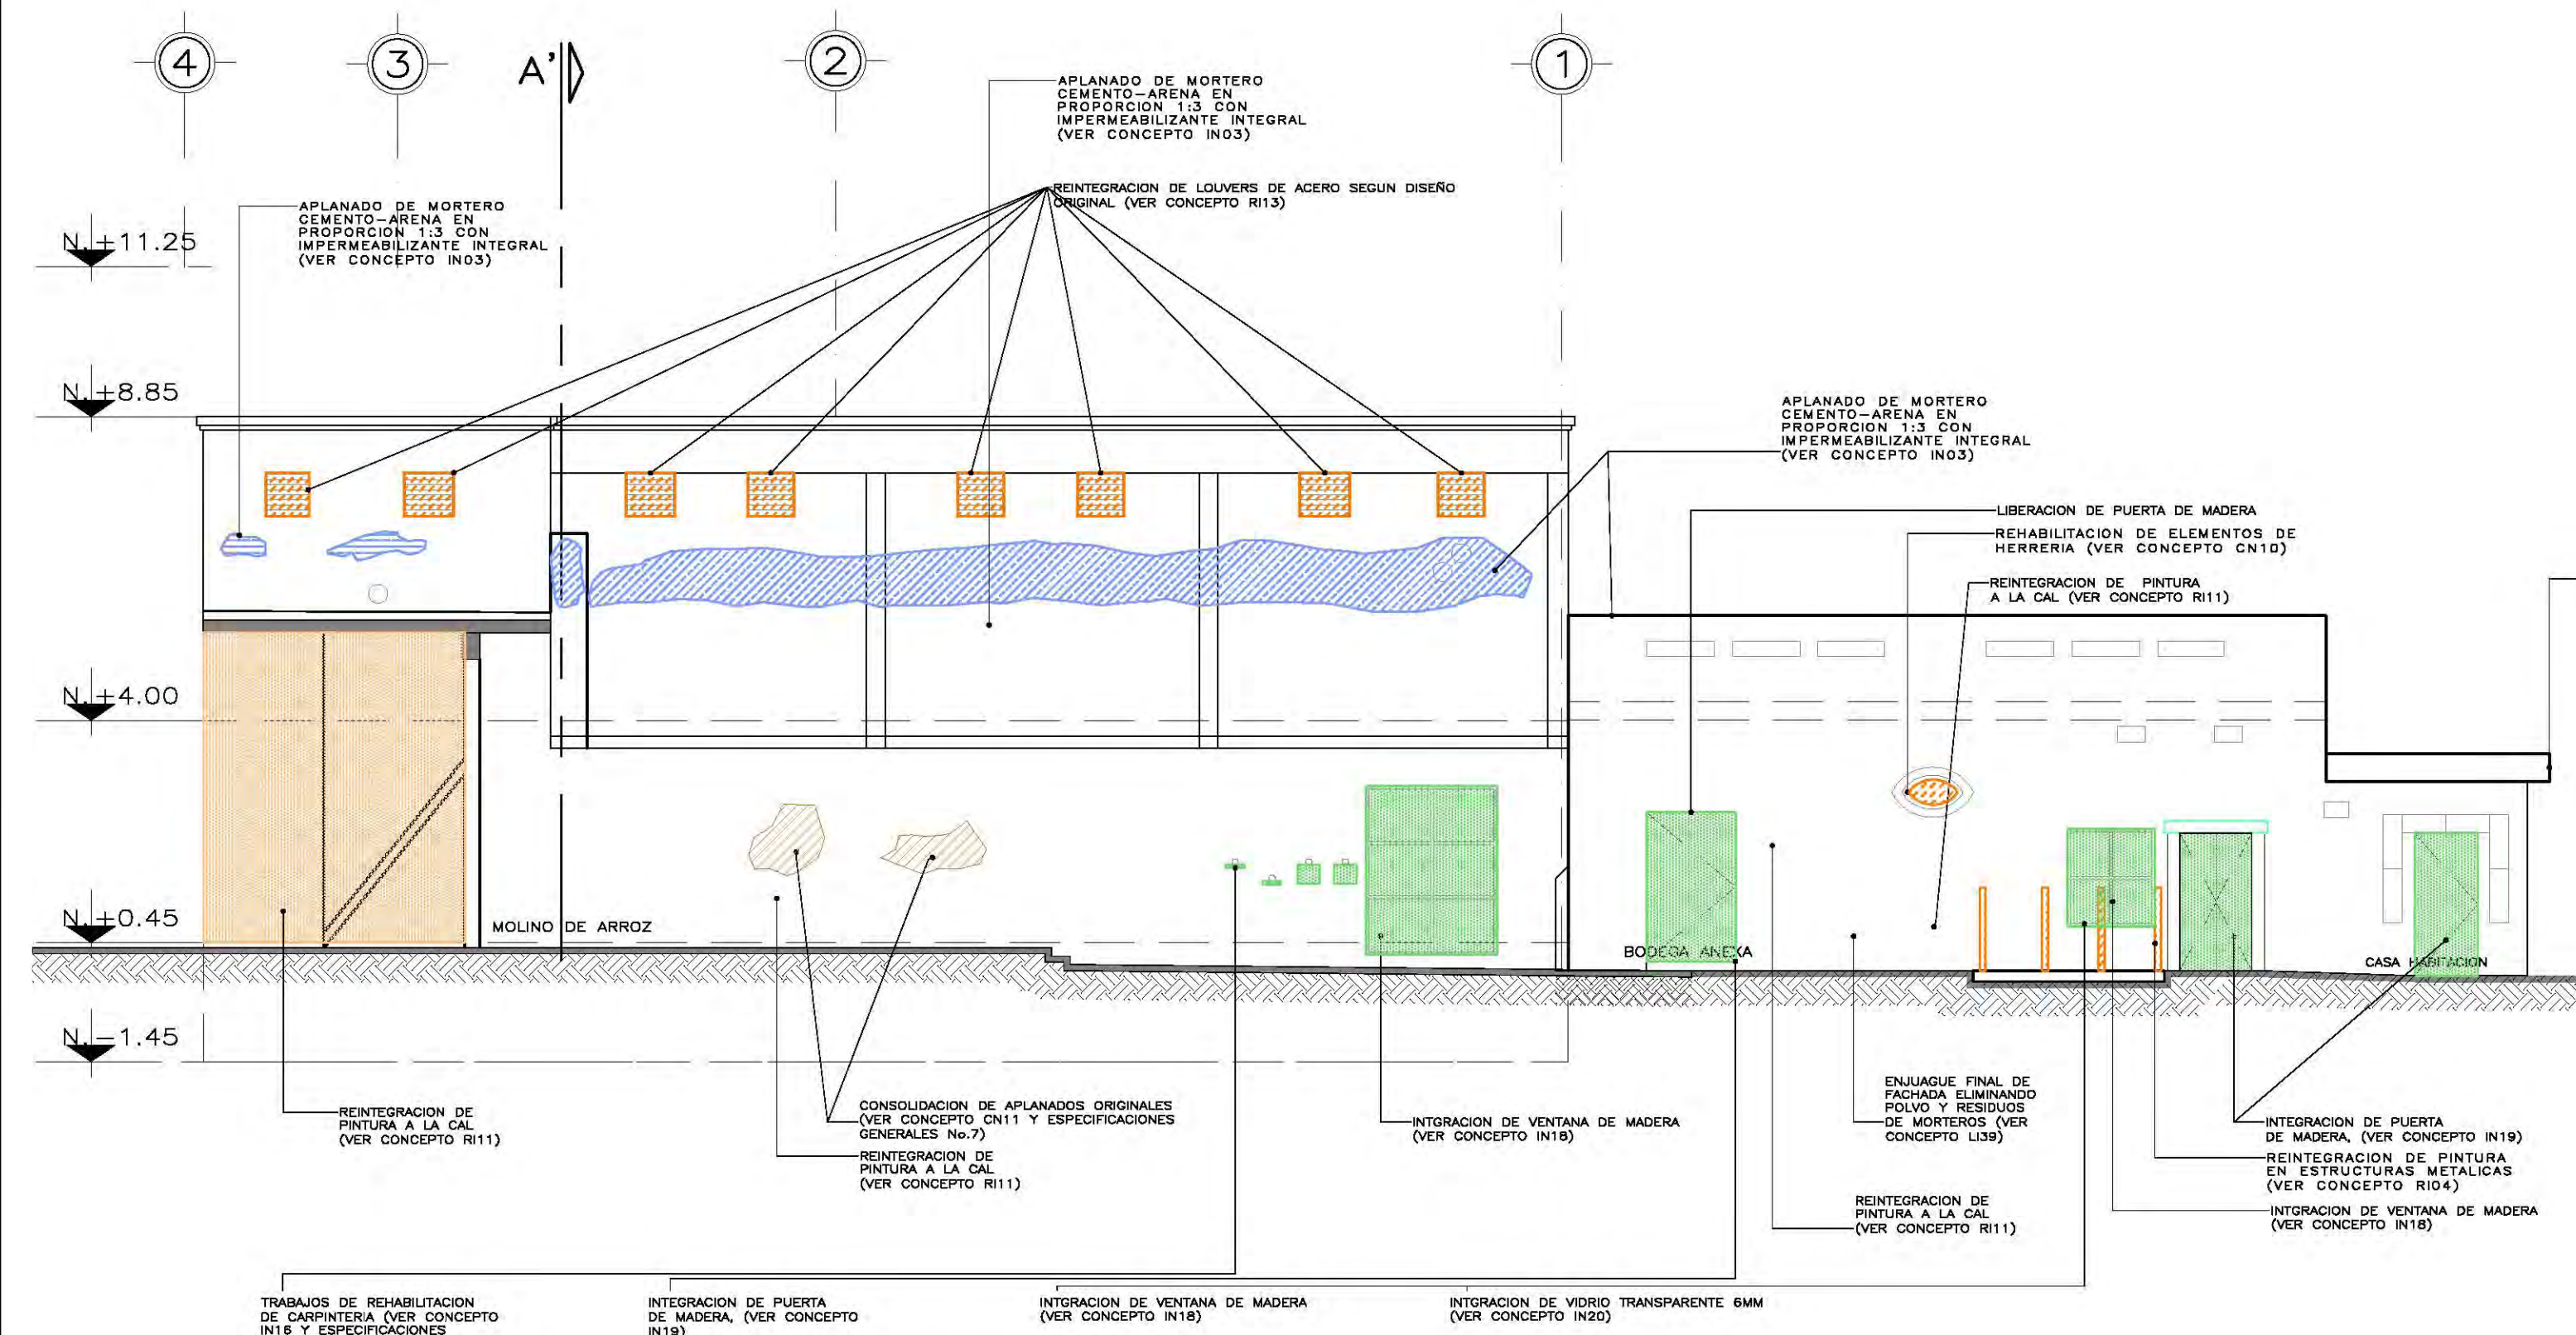 4
3
A'
2
1
APLANADO DE MORTERO
CEMENTO-ARENA EN
PROPORCION 1:3 CON
IMPERMEABILIZANTE INTEGRAL
(VER CONCEPTO IN03)
REINTEGRACION DE LOUVERS DE ACERO SEGUN DISEÑO
ORIGINAL (VER CONCEPTO RI13)
APLANADO DE MORTERO
CEMENTO-ARENA EN
PROPORCION 1:3 CON
IMPERMEABILIZANTE INTEGRAL
(VER CONCEPTO IN03)
N.+11.25
N.+8.85
APLANADO DE MORTERO
CEMENTO-ARENA EN
PROPORCION 1:3 CON
IMPERMEABILIZANTE INTEGRAL
(VER CONCEPTO IN03)
LIBERACION DE PUERTA DE MADERA
REHABILITACION DE ELEMENTOS DE
HERRERIA (VER CONCEPTO CN10)
REINTEGRACION DE PINTURA
A LA CAL (VER CONCEPTO RI11)
N.+4.00
N.+0.45
MOLINO DE ARROZ
BODEGA ANEXA
CASA HABITACION
N.-1.45
REINTEGRACION DE
PINTURA A LA CAL
(VER CONCEPTO RI11)
CONSOLIDACION DE APLANADOS ORIGINALES
(VER CONCEPTO CN11 Y ESPECIFICACIONES
GENERALES No.7)
REINTEGRACION DE
PINTURA A LA CAL
(VER CONCEPTO RI11)
INTGRACION DE VENTANA DE MADERA
(VER CONCEPTO IN18)
ENJUAGUE FINAL DE
FACHADA ELIMINANDO
POLVO Y RESIDUOS
DE MORTEROS (VER
CONCEPTO LI39)
REINTEGRACION DE
PINTURA A LA CAL
(VER CONCEPTO RI11)
INTEGRACION DE PUERTA
DE MADERA, (VER CONCEPTO IN19)
REINTEGRACION DE PINTURA
EN ESTRUCTURAS METALICAS
(VER CONCEPTO RI04)
INTGRACION DE VENTANA DE MADERA
(VER CONCEPTO IN18)
TRABAJOS DE REHABILITACION
DE CARPINTERIA (VER CONCEPTO
IN16 Y ESPECIFICACIONES
INTEGRACION DE PUERTA
DE MADERA, (VER CONCEPTO
IN19)
INTGRACION DE VENTANA DE MADERA
(VER CONCEPTO IN18)
INTGRACION DE VIDRIO TRANSPARENTE 6MM
(VER CONCEPTO IN20)